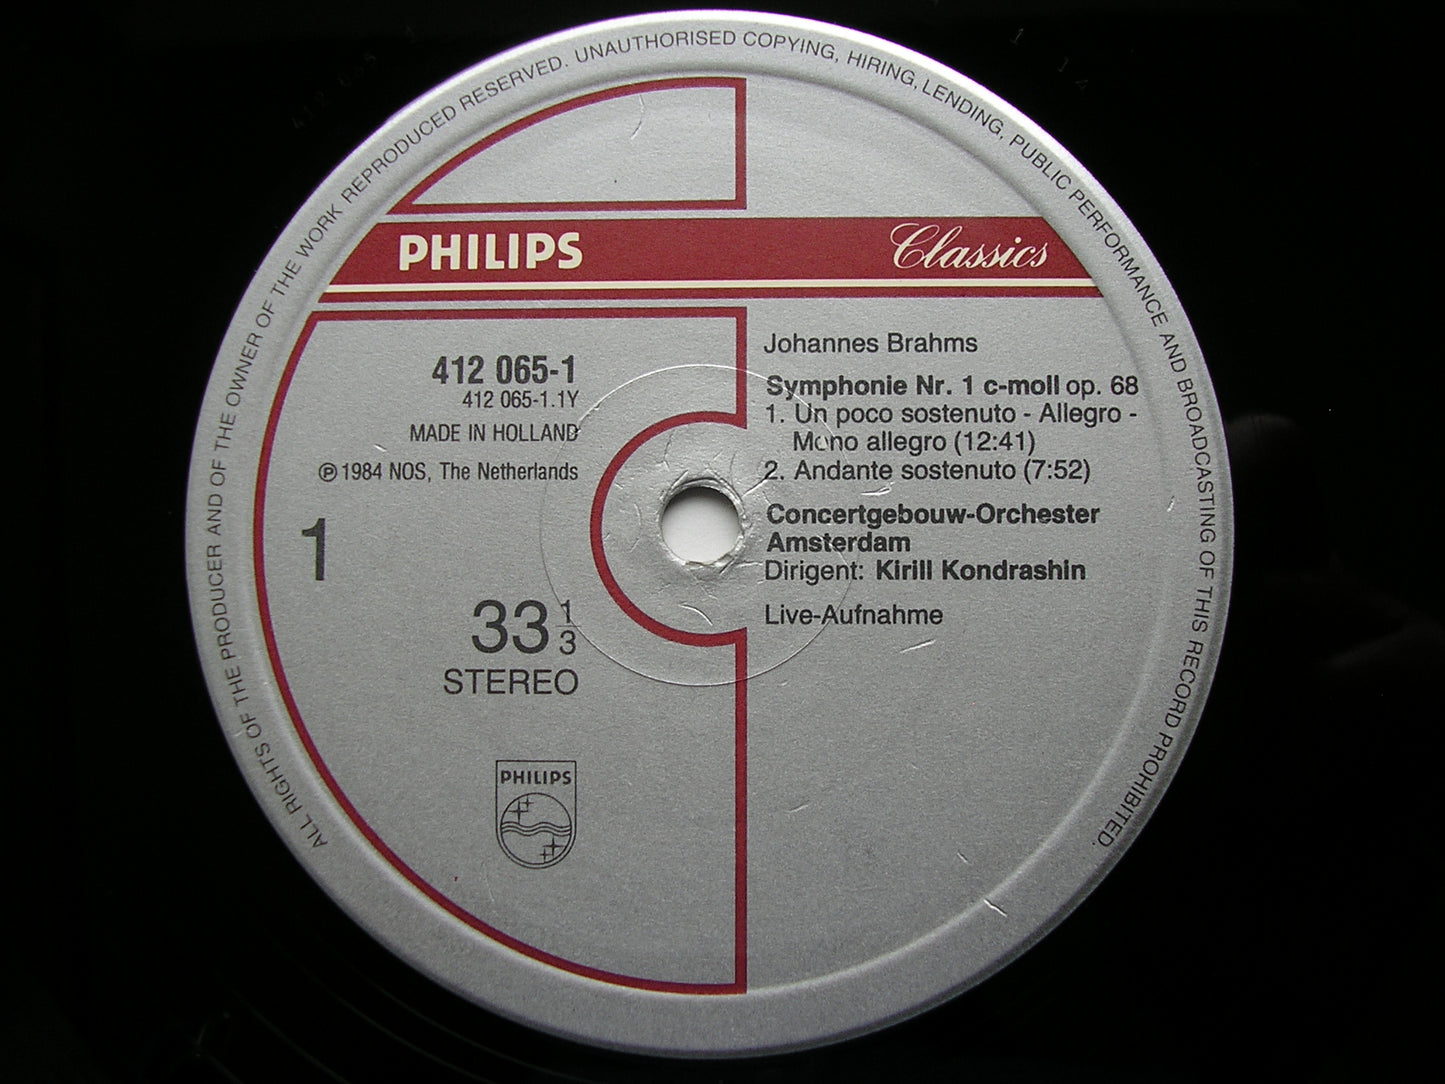 ALL RIGHTS OF THE PRODUCER AND OF THE OWNER OF THE WORK REPRODUCED RESERVED. UNAUTHORISED COPYING, HIRING, LENDING, PUBLIC PERFORMANCE AND BROADCASTING OF THIS RECORD PROHIBITED.
PHILIPS Classics
412 065-1
412 065-1.1Y
MADE IN HOLLAND
℗ 1984 NOS, The Netherlands
1
33 1/3
STEREO
PHILIPS
Johannes Brahms
Symphonie Nr. 1 c-moll op. 68
1. Un poco sostenuto - Allegro -
Meno allegro (12:41)
2. Andante sostenuto (7:52)
Concertgebouw-Orchester
Amsterdam
Dirigent: Kirill Kondrashin
Live-Aufnahme